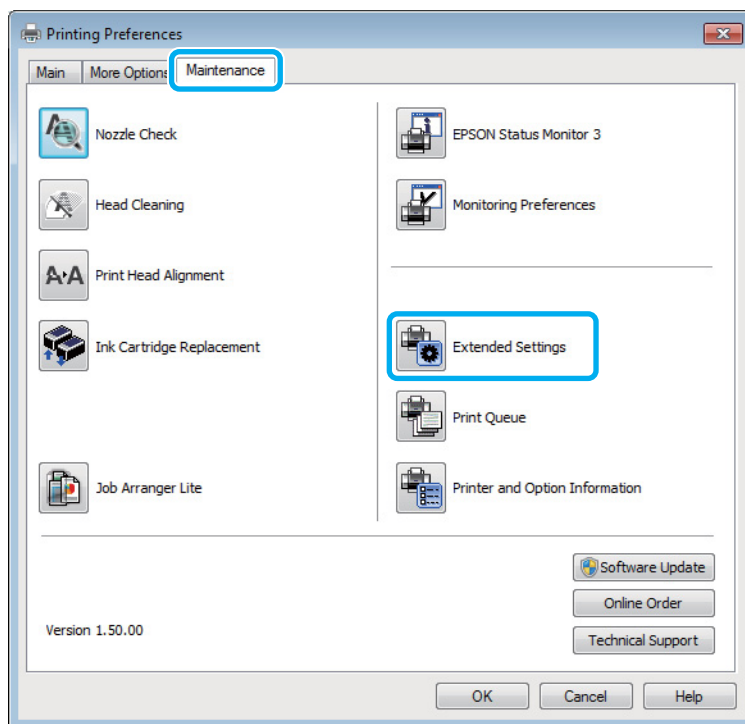 Printing Preferences
Main
More Options
Maintenance
Nozzle Check
EPSON Status Monitor 3
Head Cleaning
Monitoring Preferences
Print Head Alignment
Ink Cartridge Replacement
Extended Settings
Print Queue
Job Arranger Lite
Printer and Option Information
Software Update
Online Order
Version 1.50.00
Technical Support
OK
Cancel
Help